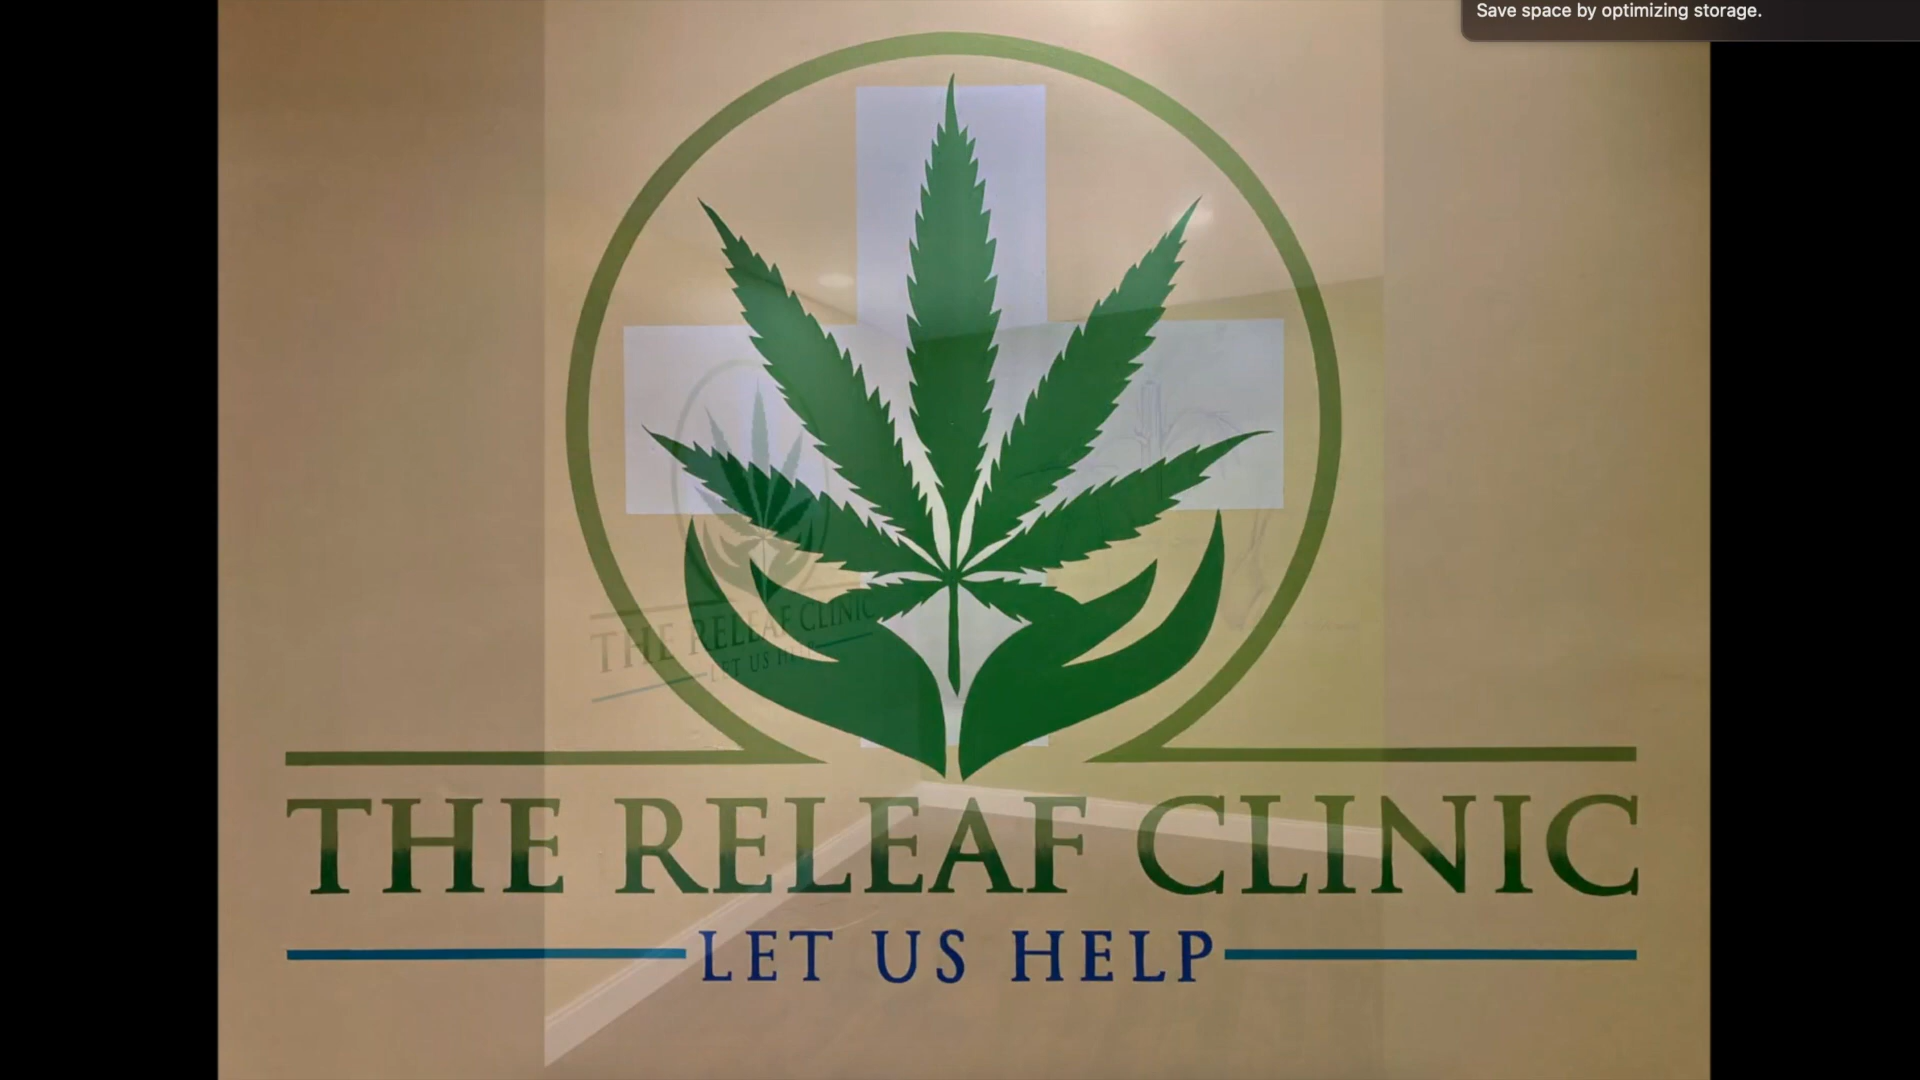 Save space by optimizing storage.
THE RELEAF CLINIC
LET US HELP
THE RELEAF CLINIC
LET US HELP